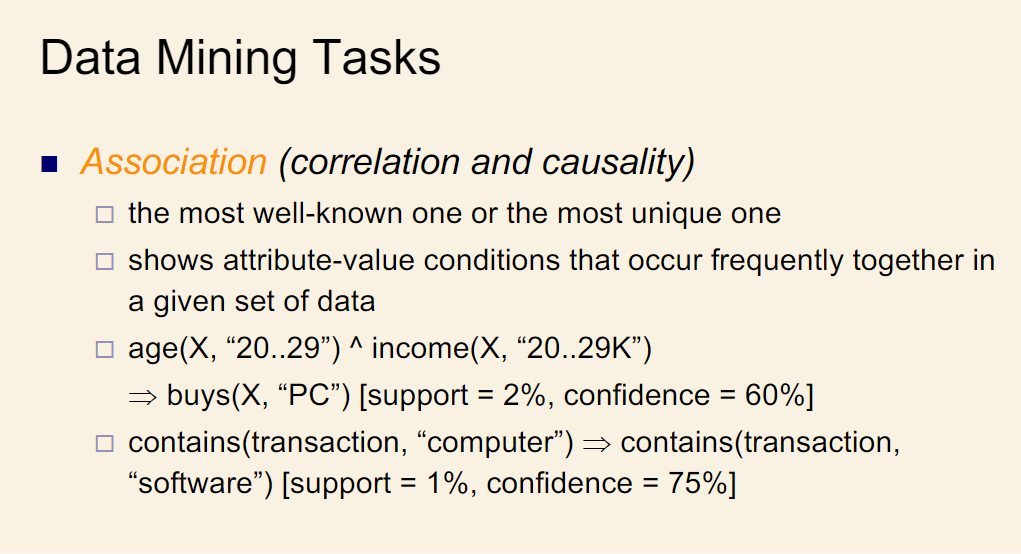 Data Mining Tasks
Association (correlation and causality)
the most well-known one or the most unique one
shows attribute-value conditions that occur frequently together in
a given set of data
age(X, “20..29”) ^ income(X, “20..29K”)
⇒ buys(X, “PC”) [support = 2%, confidence = 60%]
contains(transaction, “computer”) ⇒ contains(transaction,
“software”) [support = 1%, confidence = 75%]